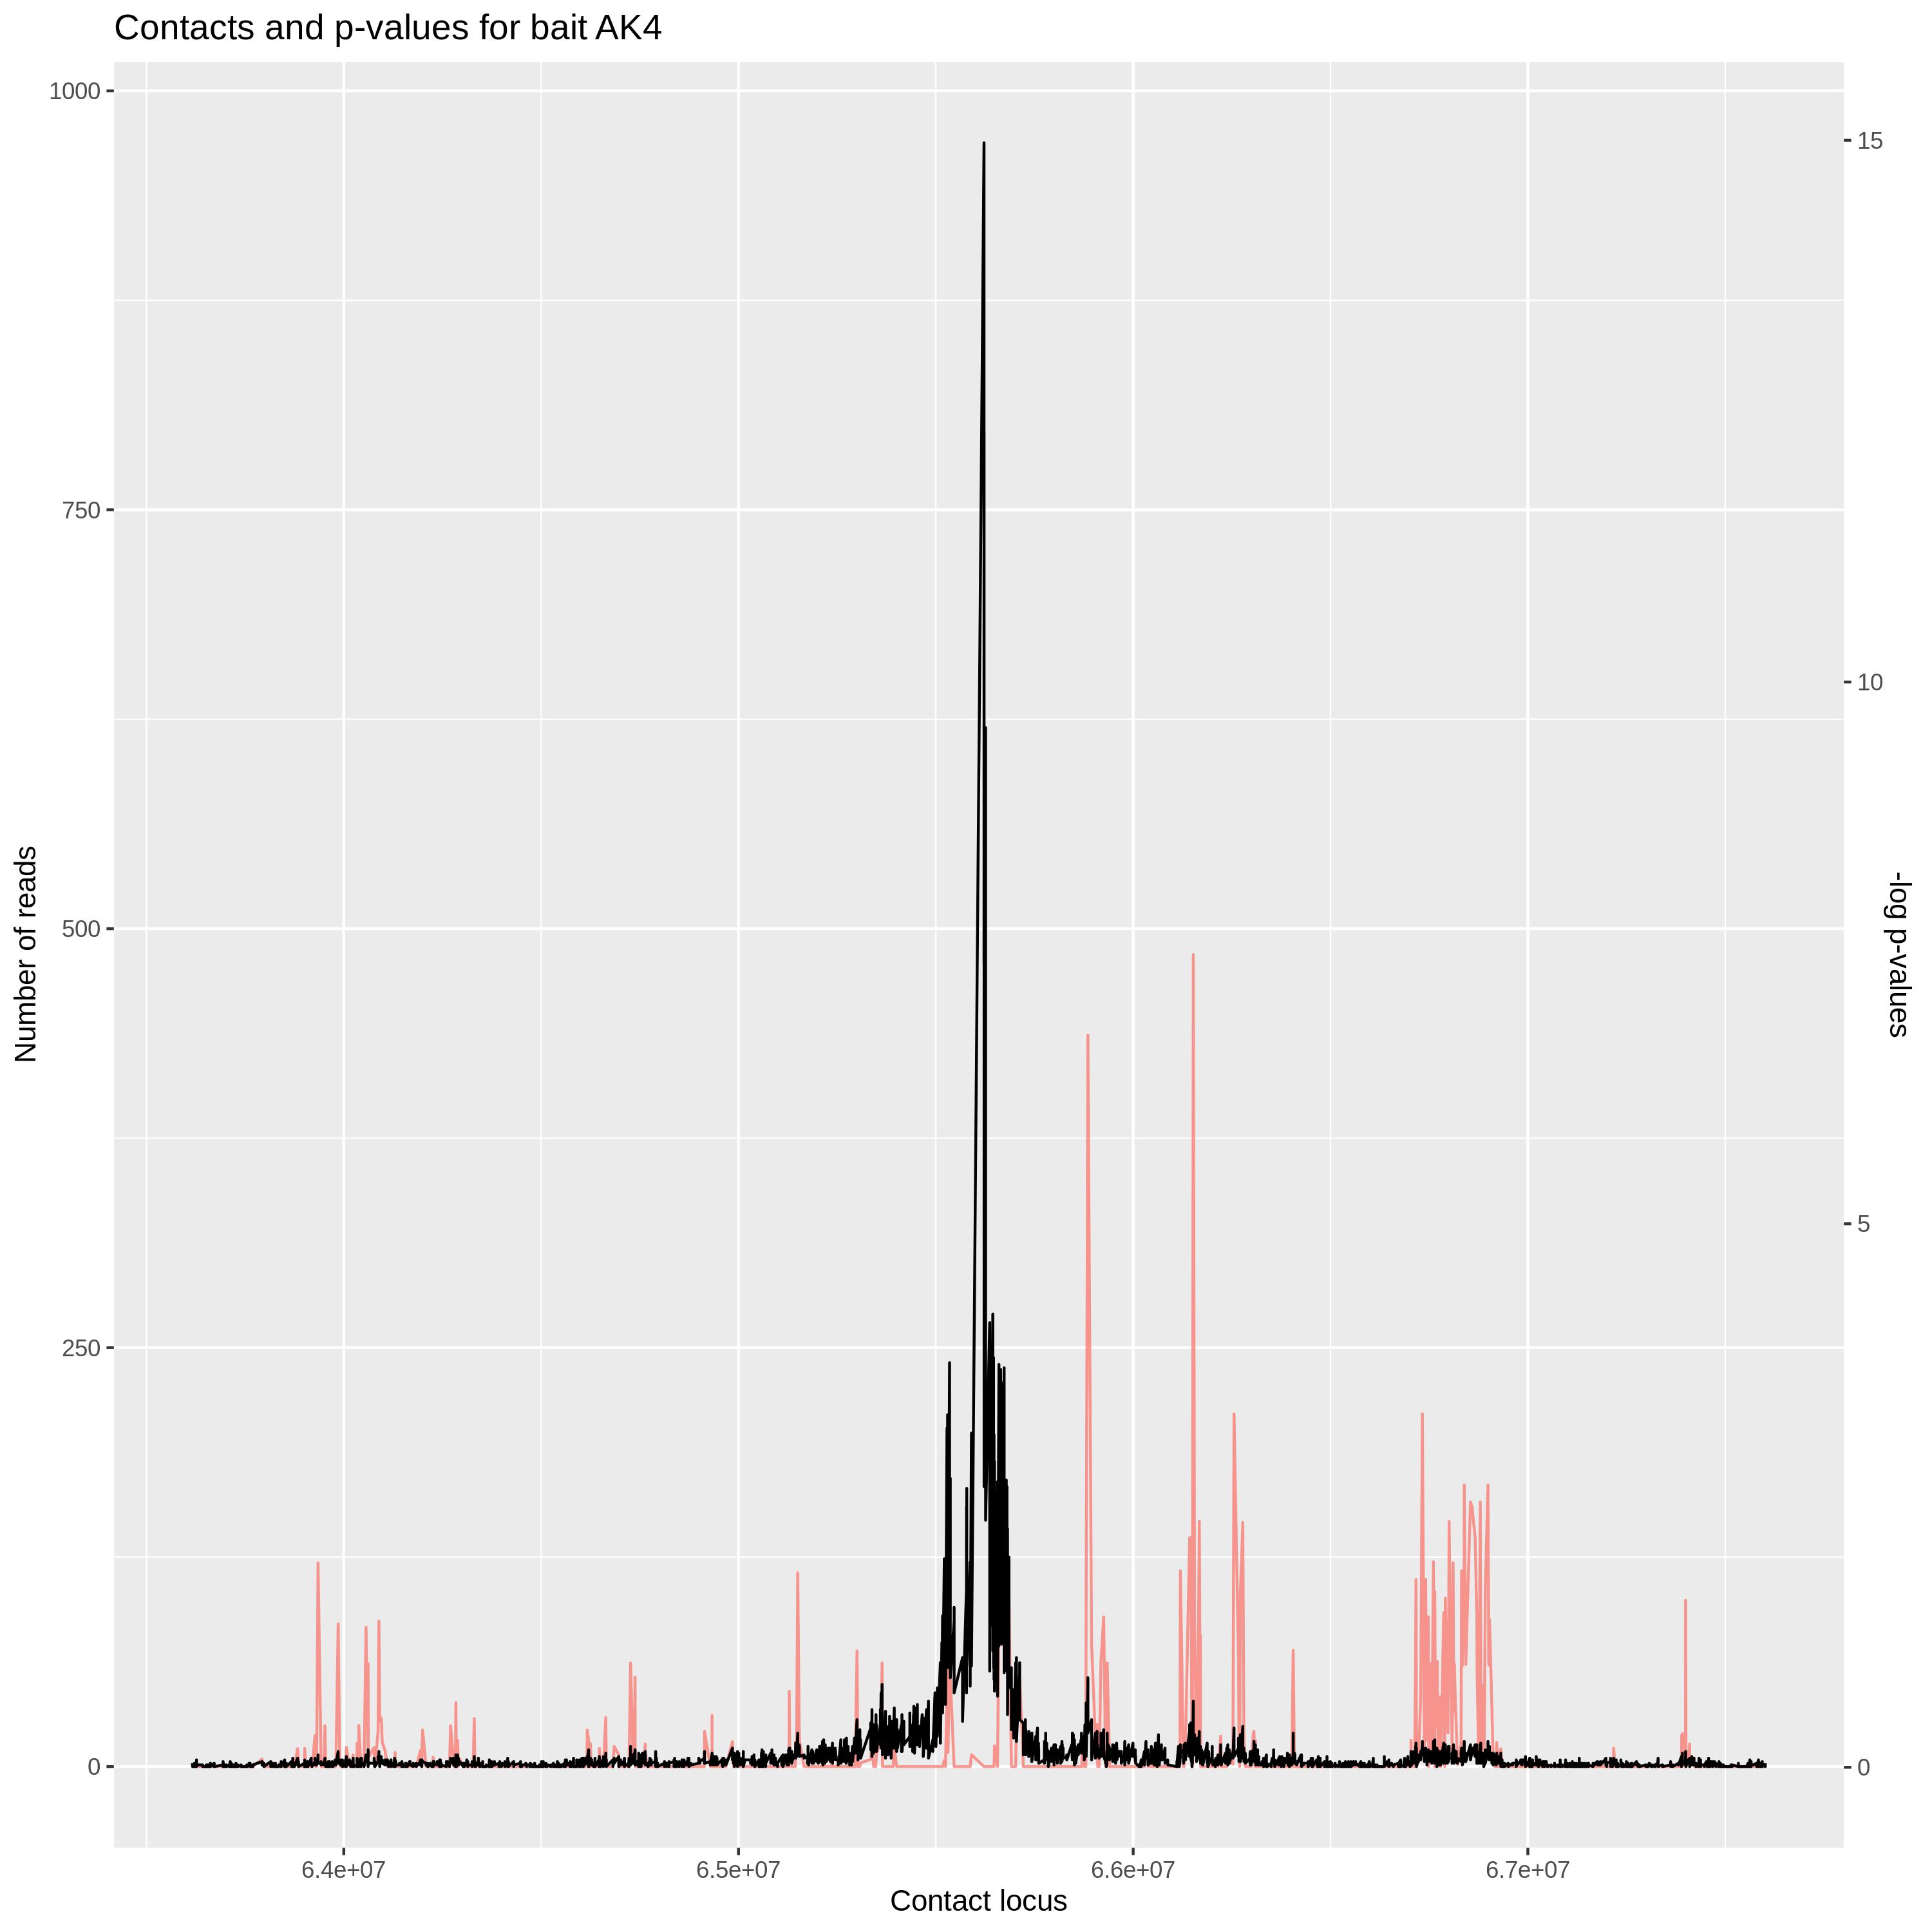 Contacts and p-values for bait AK4
1000
750
500
250
0
Number of reads
15
10
5
0
-log p-values
6.4e+07
6.5e+07
6.6e+07
6.7e+07
Contact locus